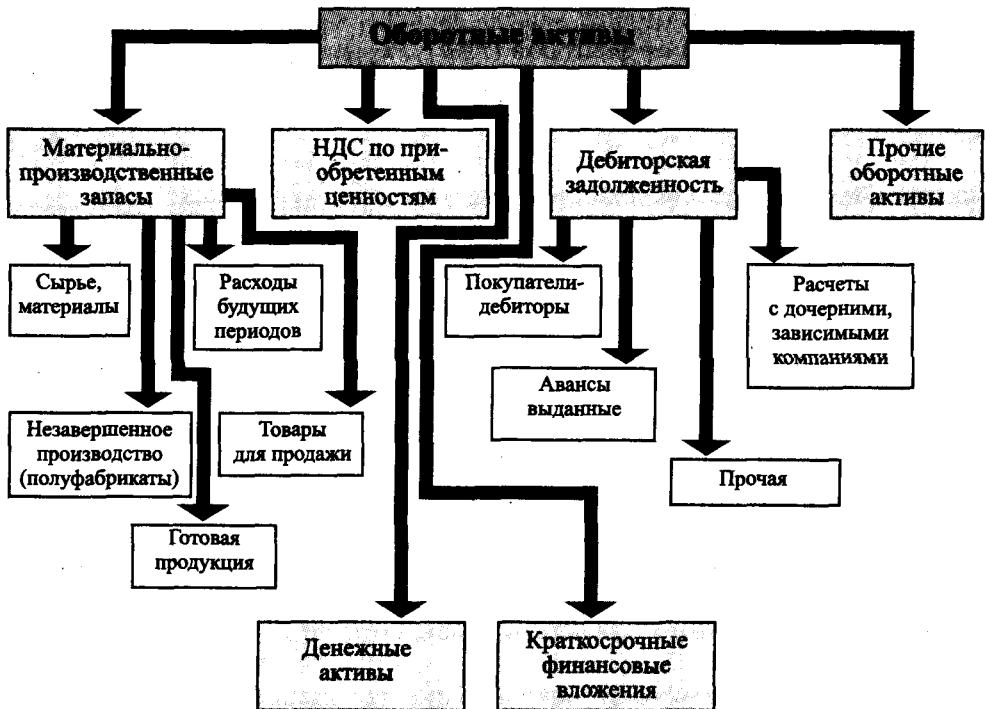 Оборотные активы
Материально-
производственные
запасы
НДС по при-
обретенным
ценностям
Дебиторская
задолженность
Прочие
оборотные
активы
Сырье,
материалы
Расходы
будущих
периодов
Покупатели-
дебиторы
Расчеты
с дочерними,
зависимыми
компаниями
Авансы
выданные
Незавершенное
производство
(полуфабрикаты)
Товары
для продажи
Прочая
Готовая
продукция
Денежные
активы
Краткосрочные
финансовые
вложения